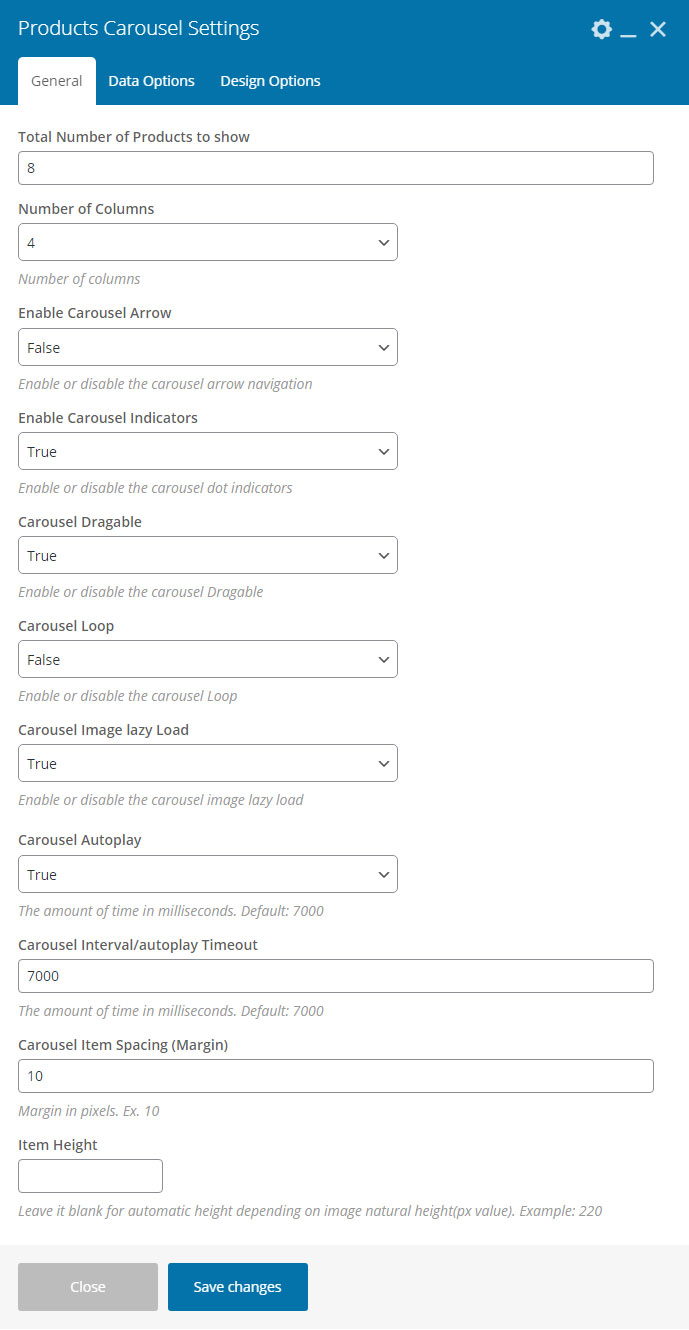 Products Carousel Settings
General Data Options Design Options
Total Number of Products to show
8
Number of Columns
4
Number of columns
Enable Carousel Arrow
False
Enable or disable the carousel arrow navigation
Enable Carousel Indicators
True
Enable or disable the carousel dot indicators
Carousel Dragable
True
Enable or disable the carousel Dragable
Carousel Loop
False
Enable or disable the carousel Loop
Carousel Image lazy Load
True
Enable or disable the carousel image lazy load
Carousel Autoplay
True
The amount of time in milliseconds. Default: 7000
Carousel Interval/autoplay Timeout
7000
The amount of time in milliseconds. Default: 7000
Carousel Item Spacing (Margin)
10
Margin in pixels. Ex. 10
Item Height
Leave it blank for automatic height depending on image natural height(px value). Example: 220
Close Save changes